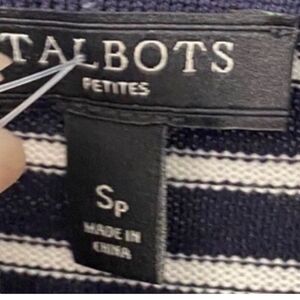 TALBOTS
PETITES
SP
MADE IN
CHINA